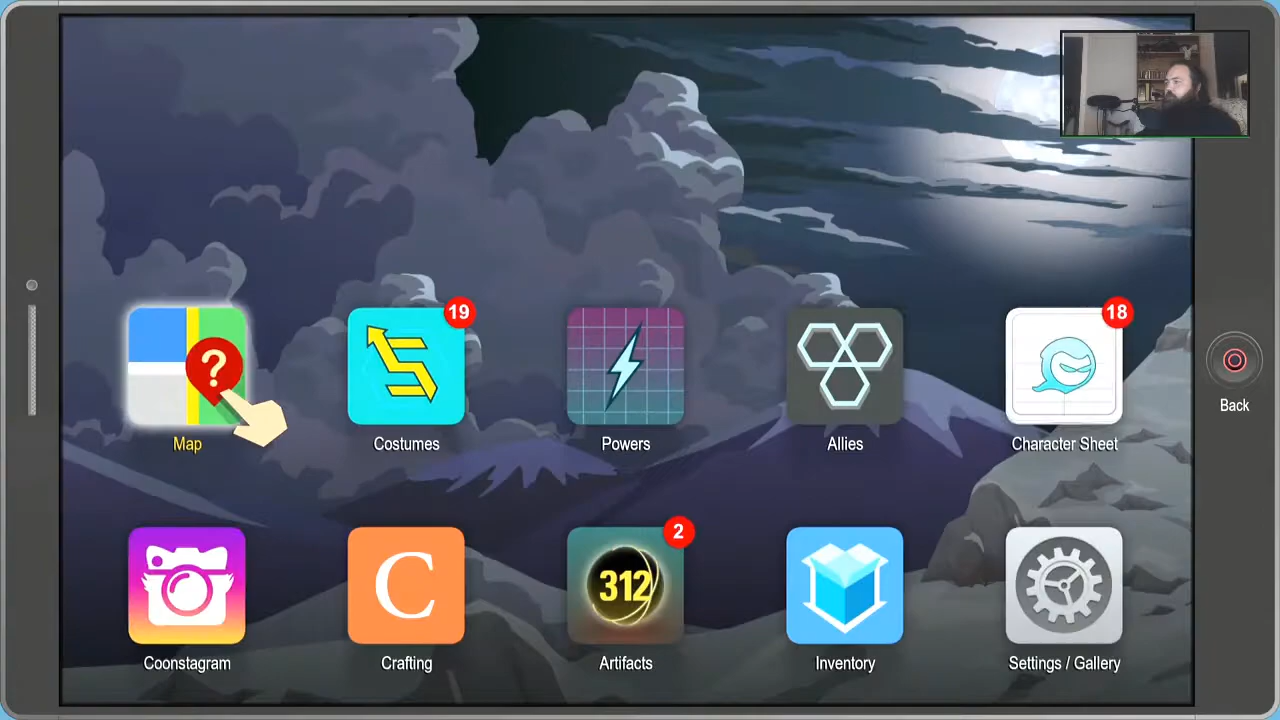 19
18
?
Map
Costumes
Powers
Allies
Character Sheet
Back
2
C
312
Coonstagram
Crafting
Artifacts
Inventory
Settings / Gallery